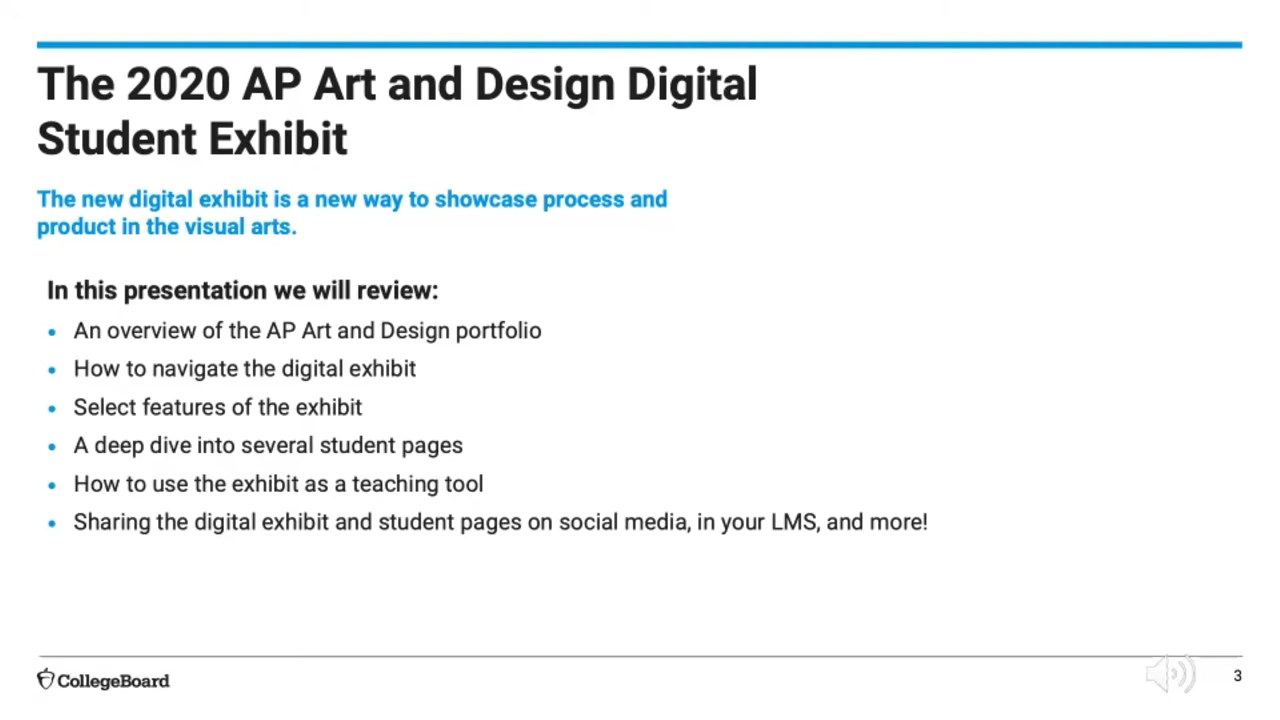 The 2020 AP Art and Design Digital
Student Exhibit
The new digital exhibit is a new way to showcase process and
product in the visual arts.
In this presentation we will review:
• An overview of the AP Art and Design portfolio
• How to navigate the digital exhibit
• Select features of the exhibit
• A deep dive into several student pages
• How to use the exhibit as a teaching tool
• Sharing the digital exhibit and student pages on social media, in your LMS, and more!
CollegeBoard
3